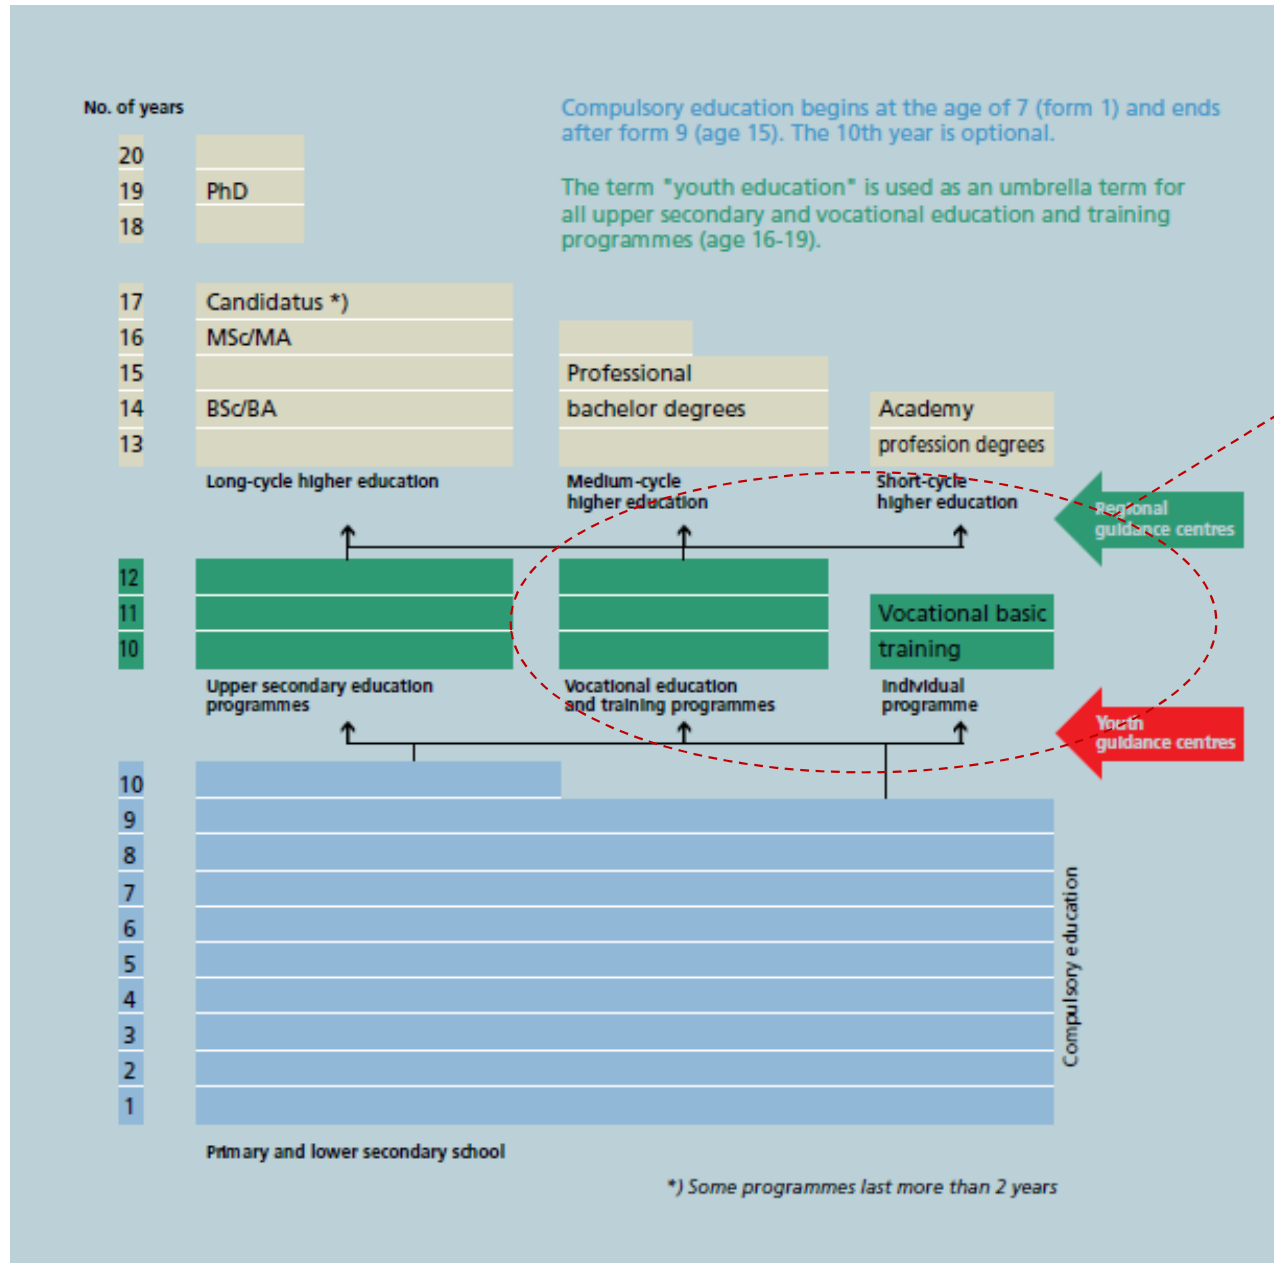 No. of years
Compulsory education begins at the age of 7 (form 1) and ends
after form 9 (age 15). The 10th year is optional.
The term "youth education" is used as an umbrella term for
all upper secondary and vocational education and training
programmes (age 16-19).
20
19 PhD
18
17 Candidatus *)
16 MSc/MA
15 Professional
14 BSc/BA bachelor degrees Academy
13 profession degrees
Long-cycle higher education
Medium-cycle
higher education
Short-cycle
higher education
Regional
guidance centres
12
11 Vocational basic
10 training
Upper secondary education
programmes
Vocational education
and training programmes
Individual
programme
Youth
guidance centres
10
9
8
7
6
5
4
3
2
1
Compulsory education
Primary and lower secondary school
*) Some programmes last more than 2 years